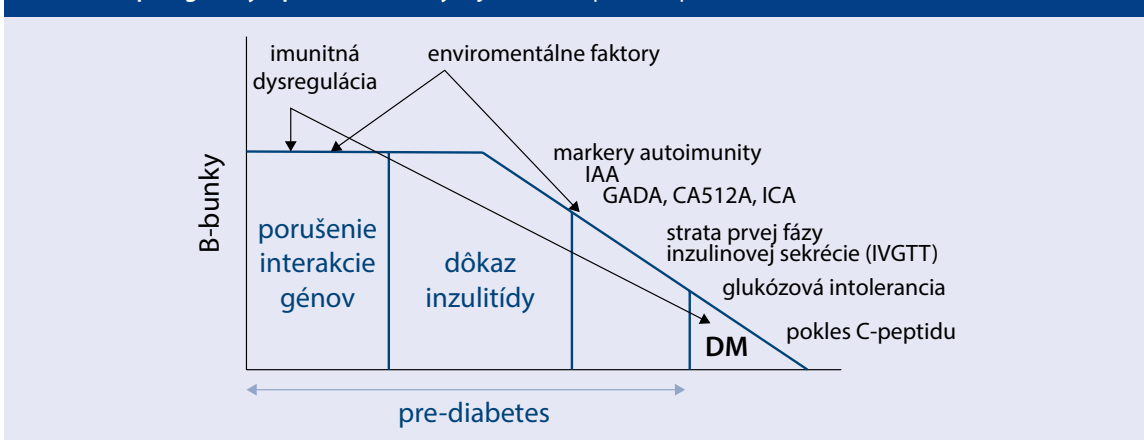 imunitná
dysregulácia
enviromentálne faktory
B-bunky
markery autoimunity
IAA
GADA, CA512A, ICA
porušenie
interakcie
génov
dôkaz
inzulitídy
strata prvej fázy
inzulinovej sekrécie (IVGTT)
glukózová intolerancia
pokles C-peptidu
DM
pre-diabetes